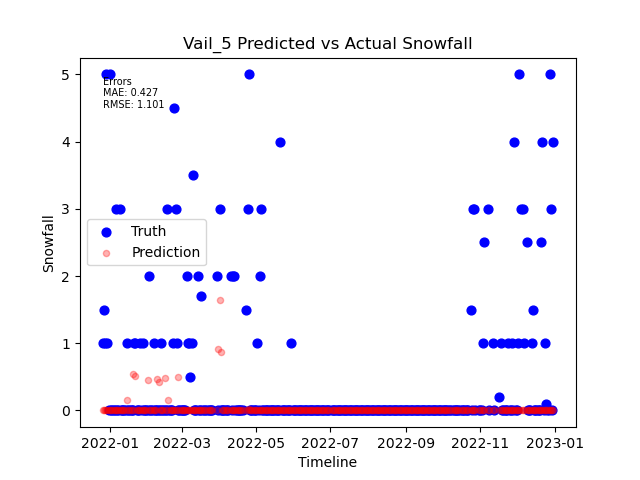 Vail_5 Predicted vs Actual Snowfall
5
Errors
MAE: 0.427
RMSE: 1.101
4
3
Snowfall
Truth
Prediction
2
1
0
2022-01 2022-03 2022-05 2022-07 2022-09 2022-11 2023-01
Timeline